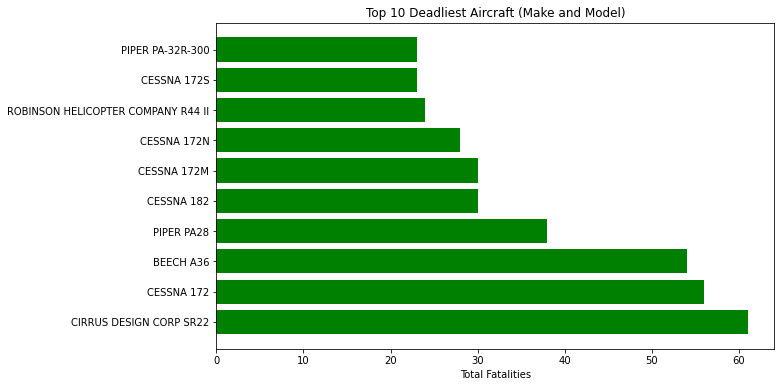 Top 10 Deadliest Aircraft (Make and Model)
PIPER PA-32R-300
CESSNA 172S
ROBINSON HELICOPTER COMPANY R44 II
CESSNA 172N
CESSNA 172M
CESSNA 182
PIPER PA28
BEECH A36
CESSNA 172
CIRRUS DESIGN CORP SR22
0 10 20 30 40 50 60
Total Fatalities